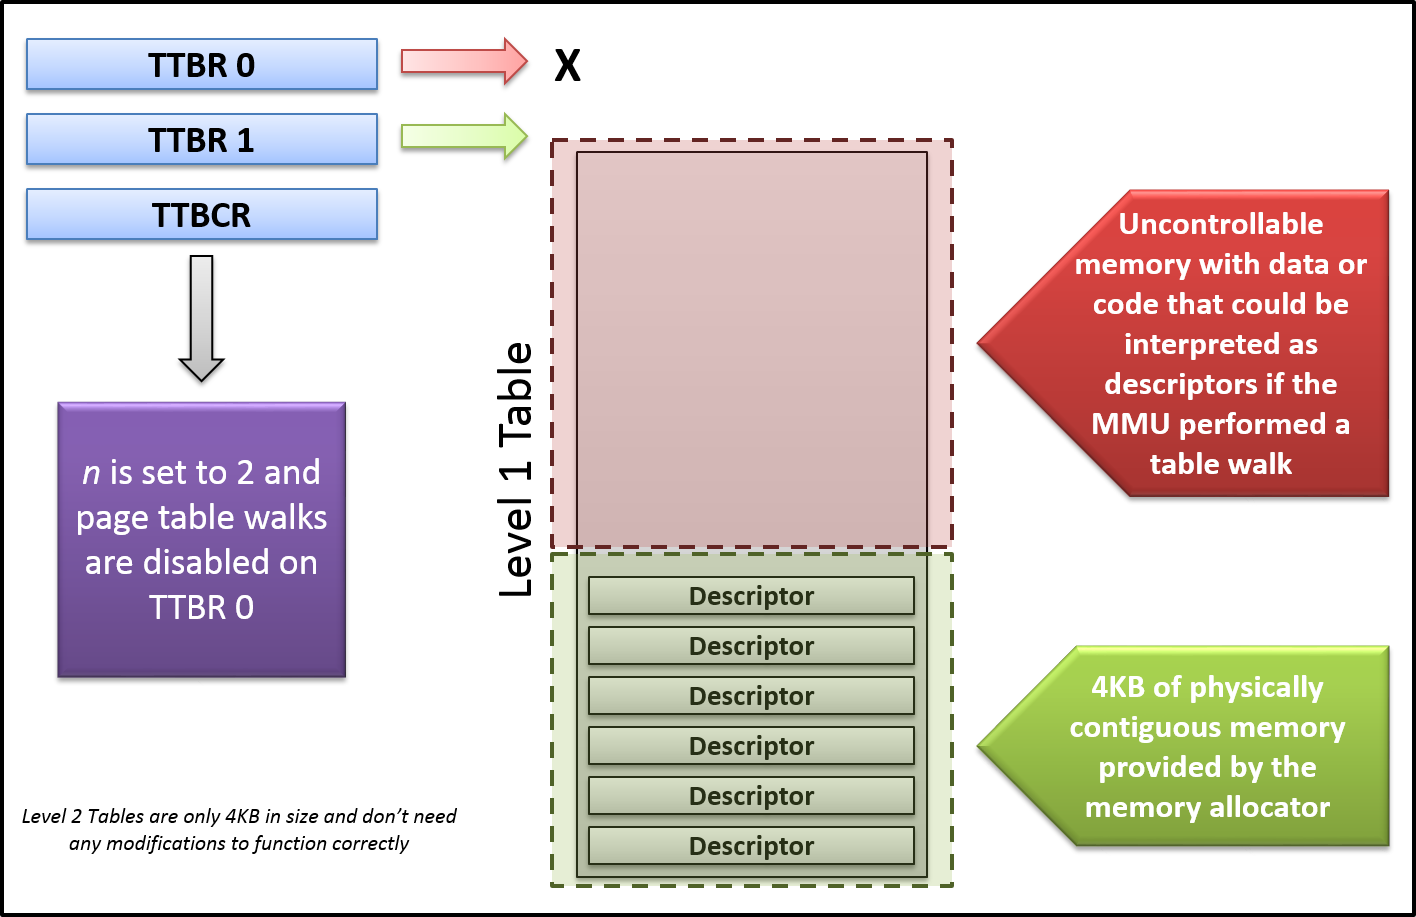 TTBR 0
X
TTBR 1
TTBCR
n is set to 2 and
page table walks
are disabled on
TTBR 0
Level 1 Table
Uncontrollable
memory with data or
code that could be
interpreted as
descriptors if the
MMU performed a
table walk
Descriptor
Descriptor
Descriptor
Descriptor
Descriptor
Descriptor
4KB of physically
contiguous memory
provided by the
memory allocator
Level 2 Tables are only 4KB in size and don’t need
any modifications to function correctly